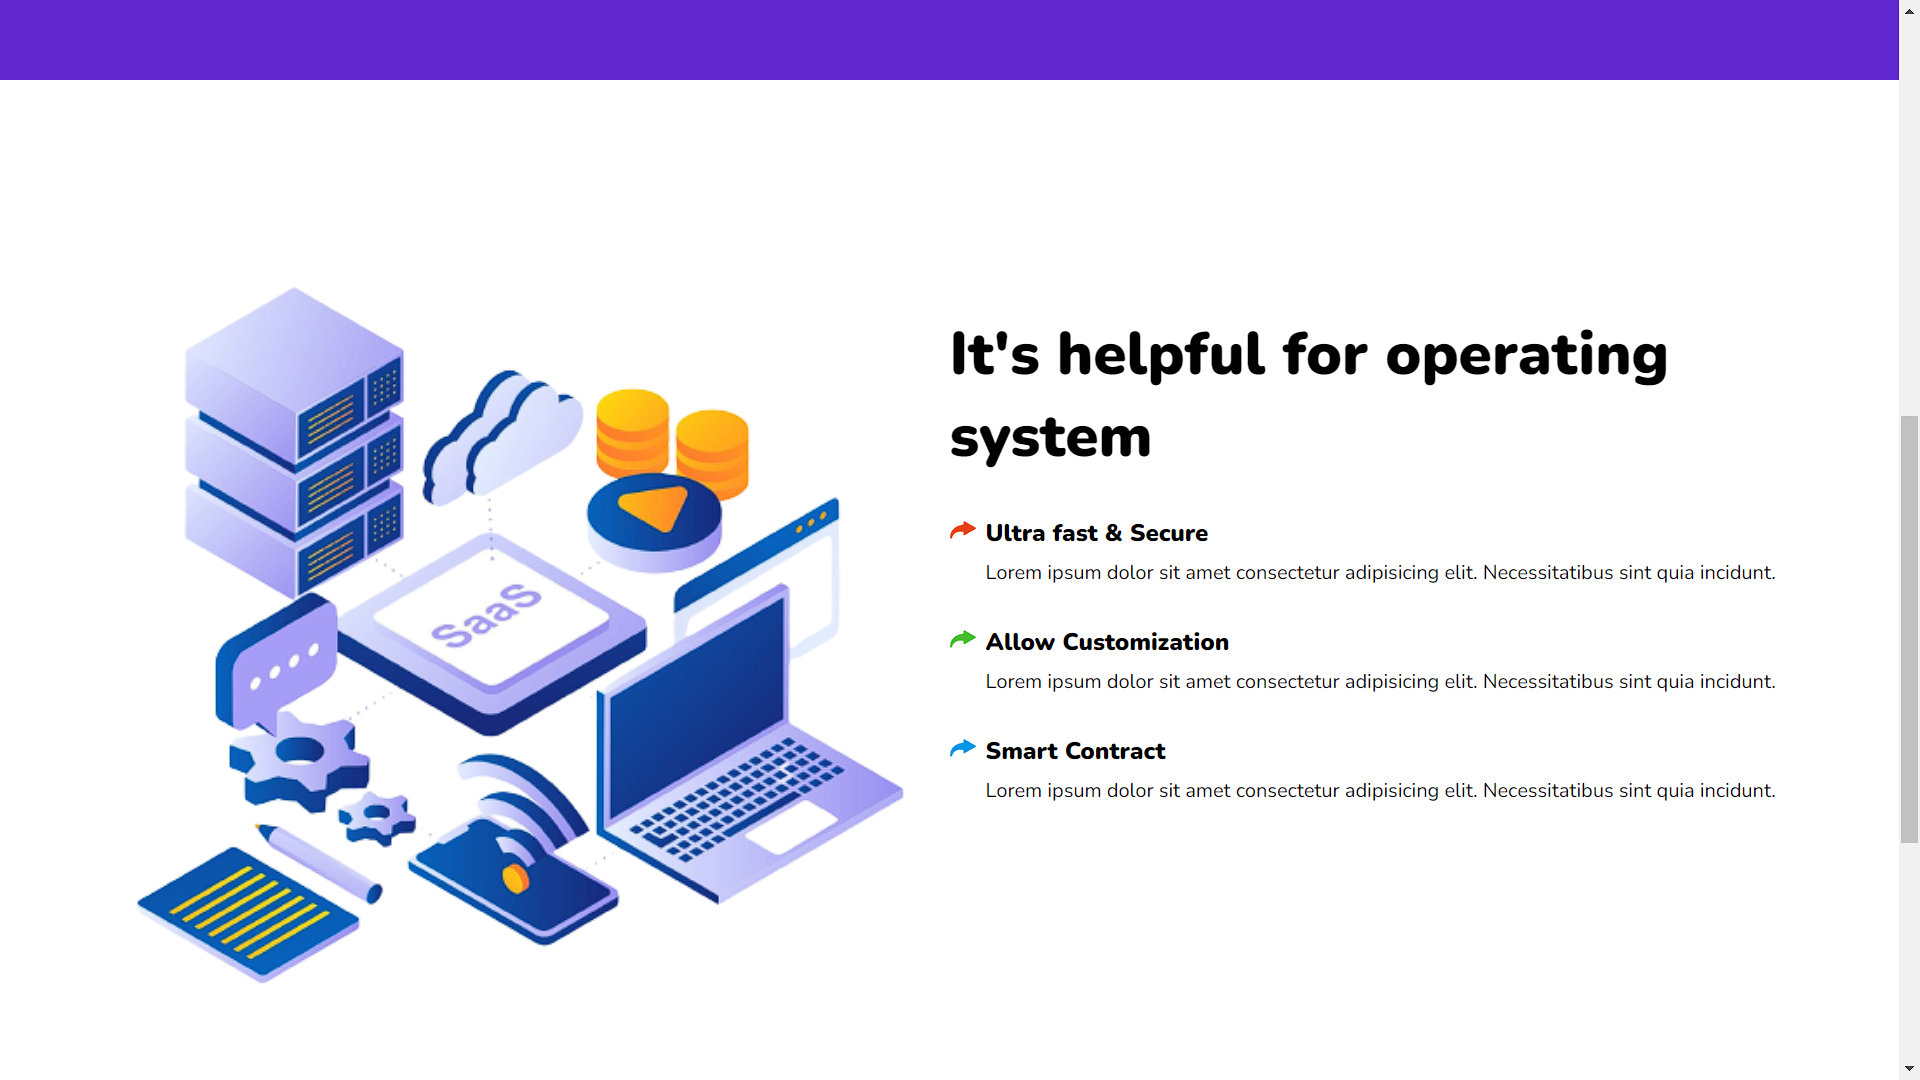 It's helpful for operating
system
Ultra fast & Secure
Lorem ipsum dolor sit amet consectetur adipisicing elit. Necessitatibus sint quia incidunt.
Allow Customization
Lorem ipsum dolor sit amet consectetur adipisicing elit. Necessitatibus sint quia incidunt.
Smart Contract
Lorem ipsum dolor sit amet consectetur adipisicing elit. Necessitatibus sint quia incidunt.
SaaS